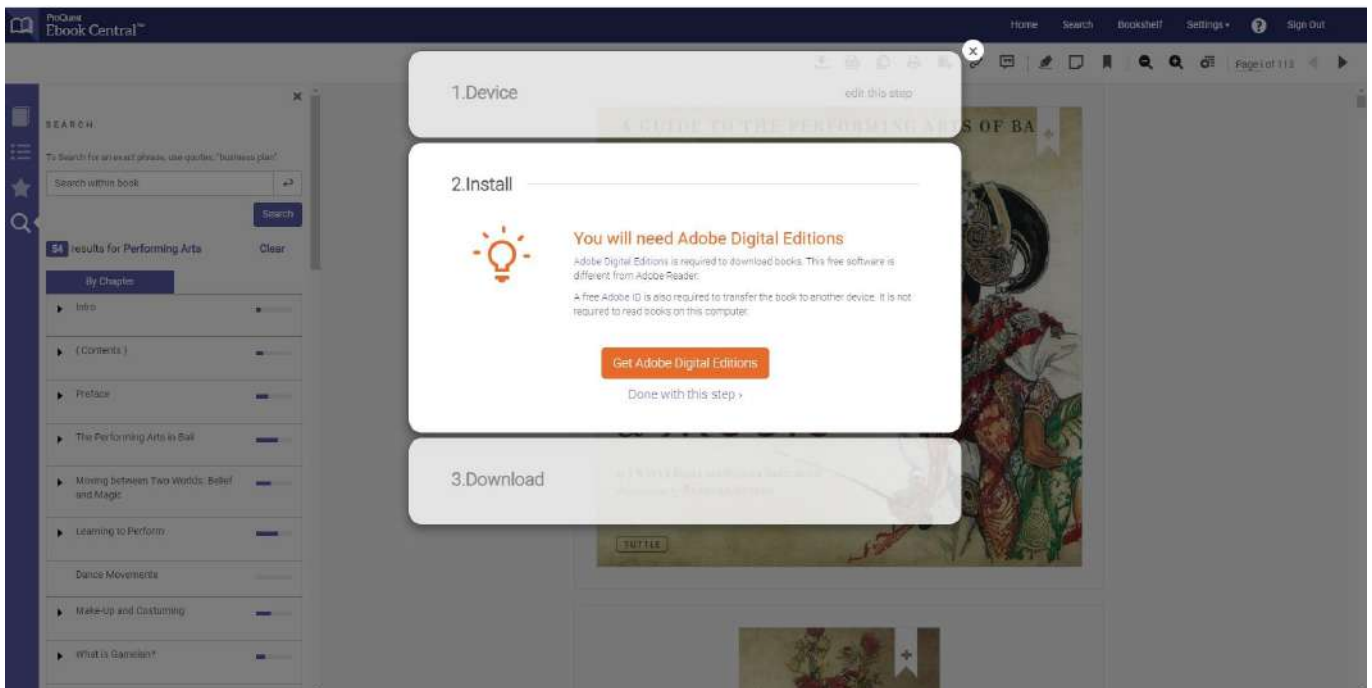 ProQuest
Ebook Central™
Home
Search
Bookshelf
Settings
Sign Out
Page i of 113
SEARCH
To Search for an exact phrase, use quotes, "business plan".
Search within book
Search
54 results for Performing Arts
Clear
By Chapter
Intro
( Contents )
Preface
The Performing Arts in Bali
Moving between Two Worlds: Belief
and Magic
Learning to Perform
Dance Movements
Make-Up and Costuming
What is Gamelan?
1.Device
edit this step
A GUIDE TO THE PERFORMING ARTS OF BA
2.Install
You will need Adobe Digital Editions
Adobe Digital Editions is required to download books. This free software is
different from Adobe Reader.
A free Adobe ID is also required to transfer the book to another device. It is not
required to read books on this computer.
Get Adobe Digital Editions
Done with this step ›
& MUSIC
3.Download
TUTTLE